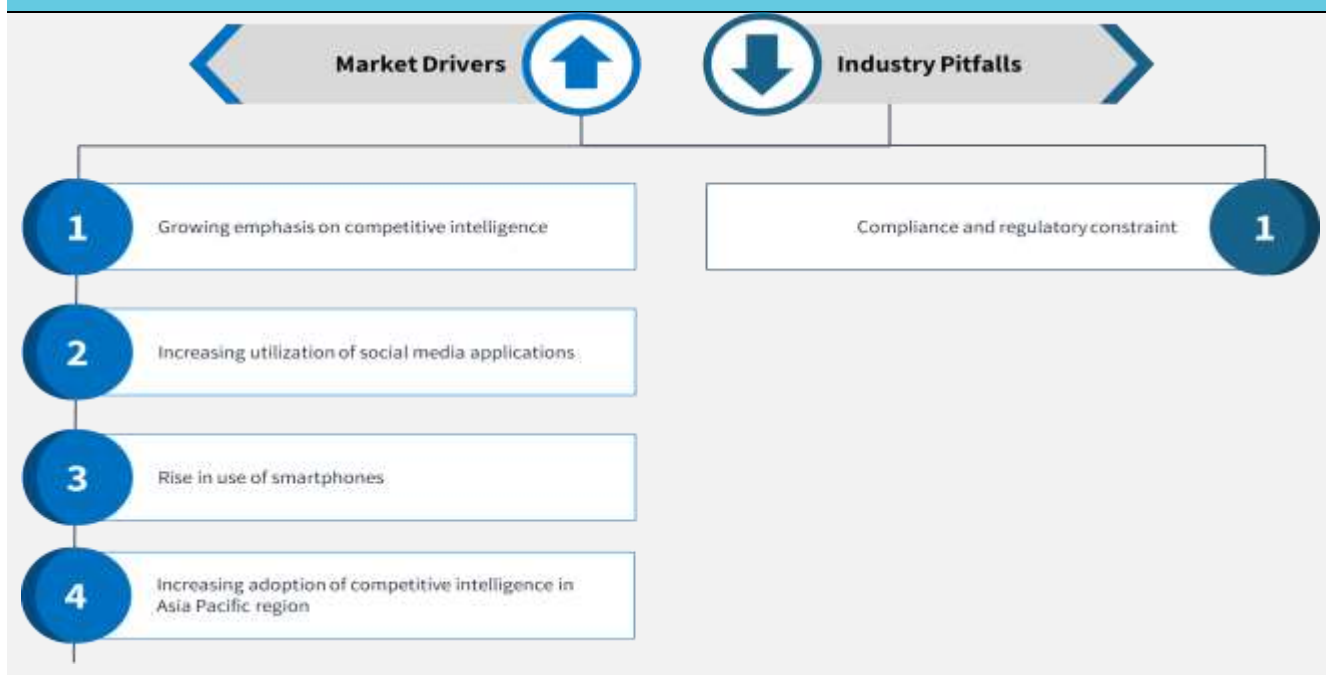 Market Drivers
Industry Pitfalls
1
Growing emphasis on competitive intelligence
2
Increasing utilization of social media applications
3
Rise in use of smartphones
4
Increasing adoption of competitive intelligence in
Asia Pacific region
Compliance and regulatory constraint
1